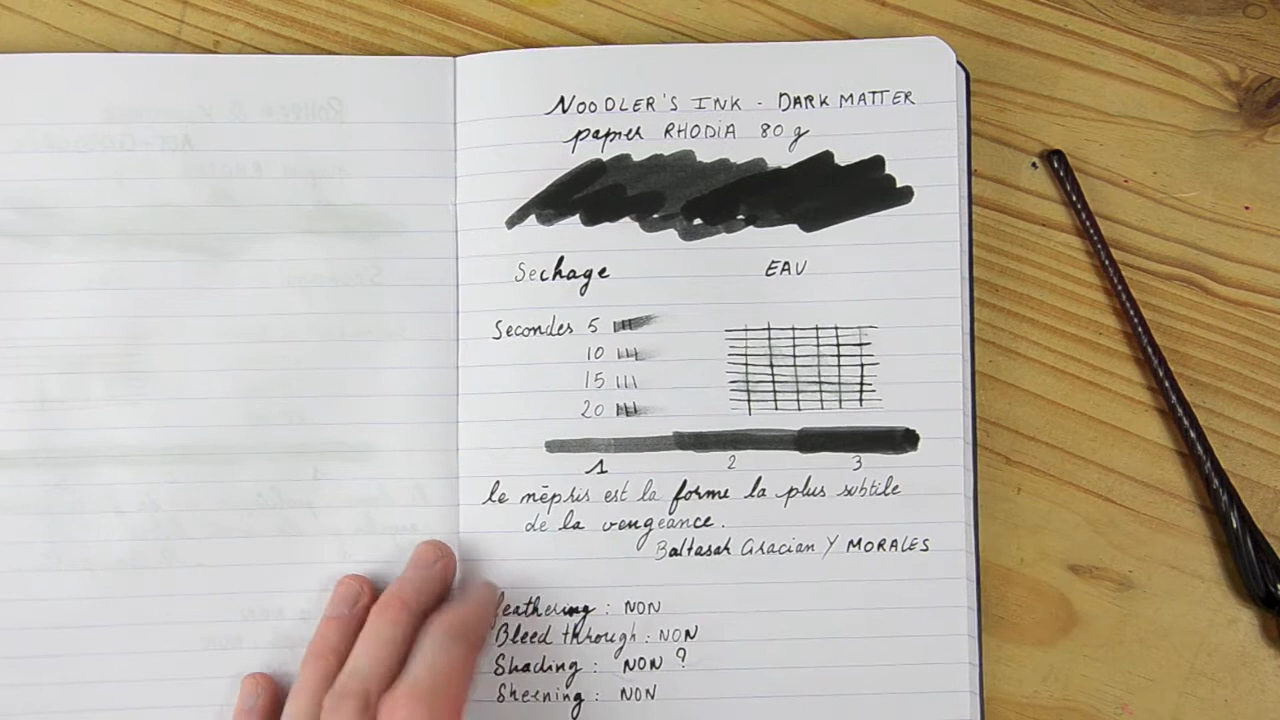 NOODLER'S INK - DARK MATTER
papier RHODIA 80 g
Sechage
EAU
Secondes 5
10
15
20
1 2 3
le mépris est la forme la plus subtile
de la vengeance.
Baltasar Gracian Y MORALES
feathering : NON
Bleed through : NON
Shading : NON ?
Sheening : NON